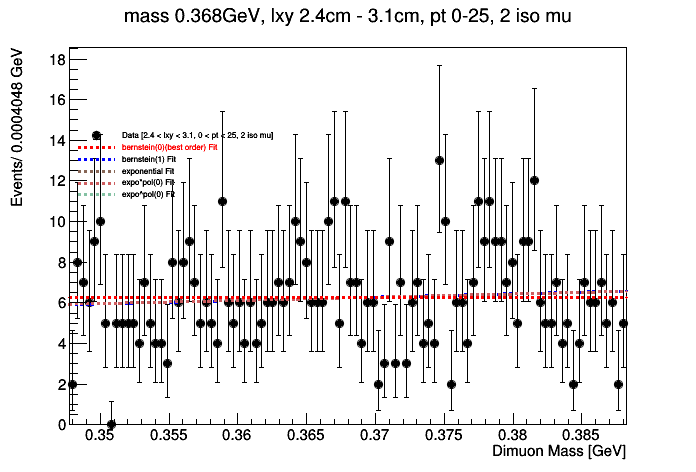 mass 0.368GeV, lxy 2.4cm - 3.1cm, pt 0-25, 2 iso mu
Events/ 0.0004048 GeV
18
16
14
12
10
8
6
4
2
0
Data [2.4 < lxy < 3.1, 0 < pt < 25, 2 iso mu]
bernstein(0)(best order) Fit
bernstein(1) Fit
exponential Fit
expo*pol(0) Fit
expo^pol(0) Fit
0.35 0.355 0.36 0.365 0.37 0.375 0.38 0.385
Dimuon Mass [GeV]